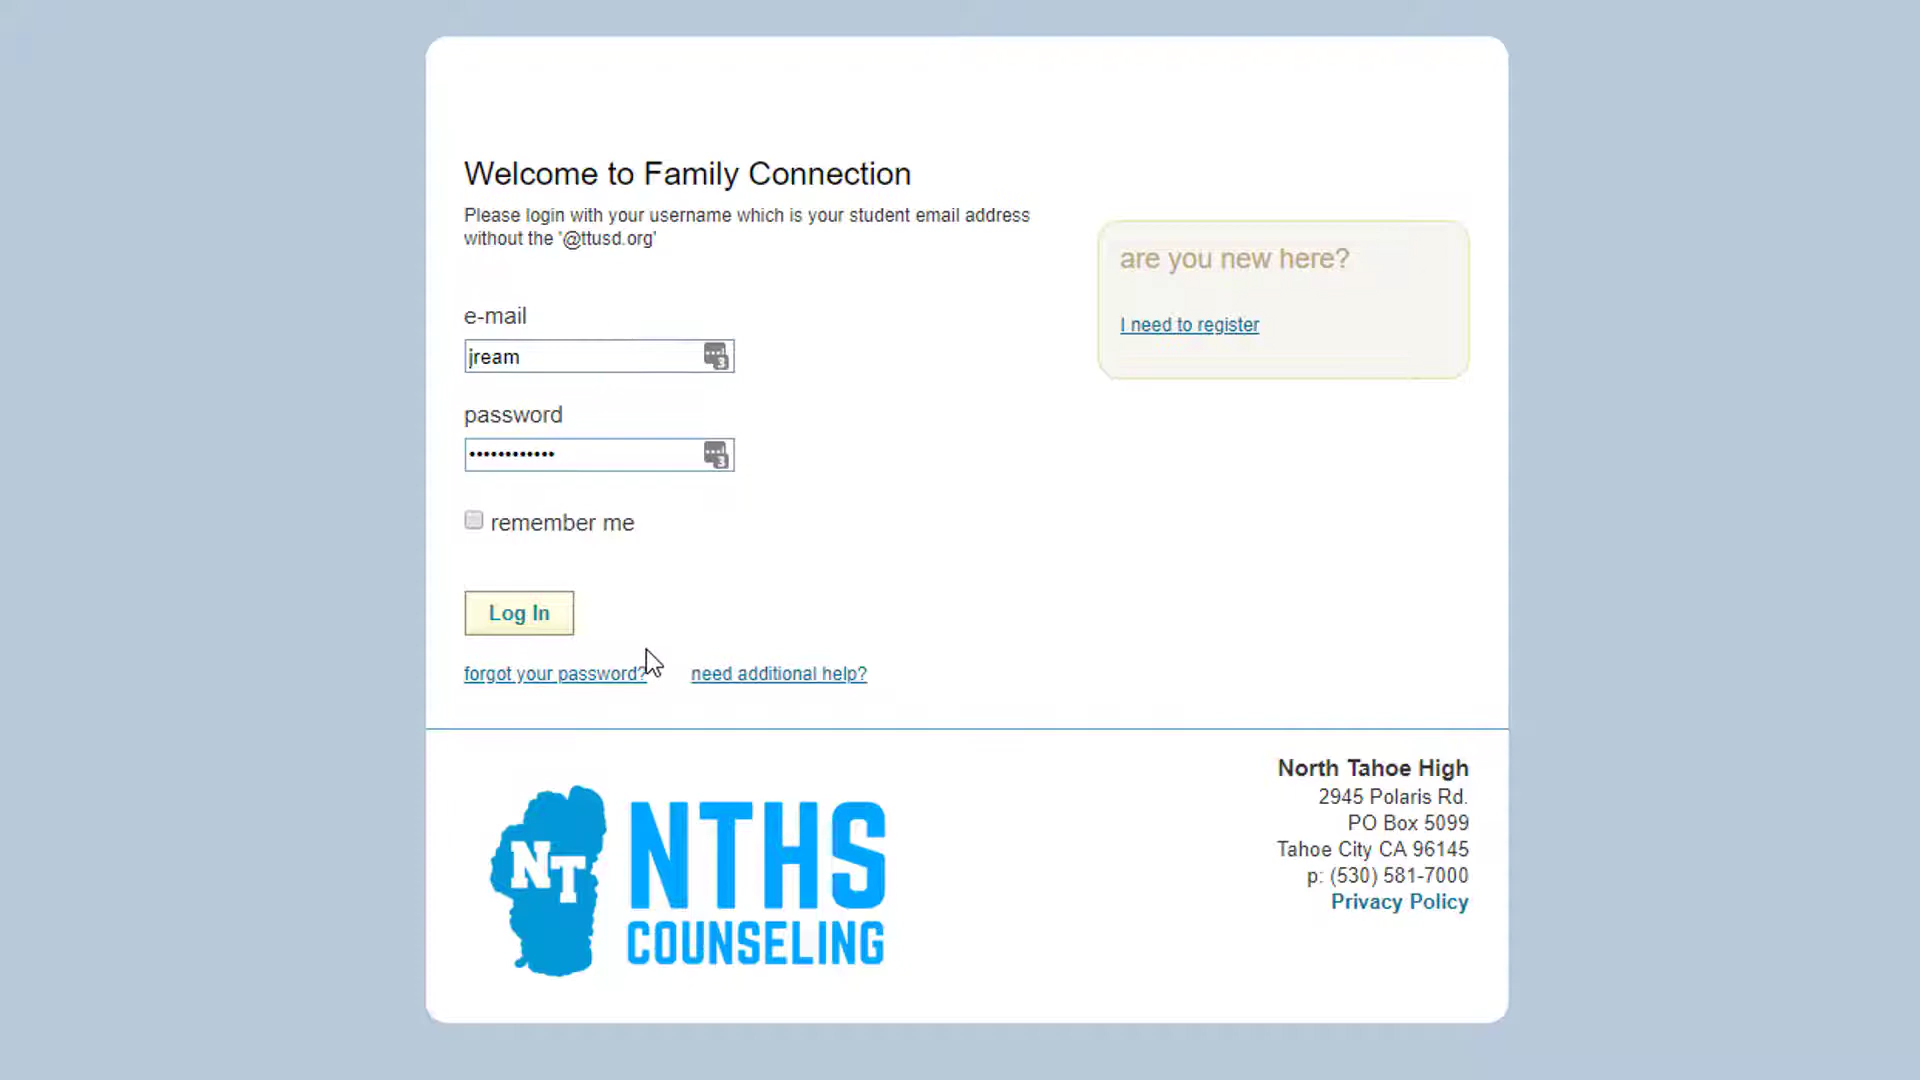 Welcome to Family Connection
Please login with your username which is your student email address
without the '@ttusd.org'
are you new here?
I need to register
e-mail
jream
3
password
••••••••••••
3
remember me
Log In
forgot your password?
need additional help?
NT
NTHS
COUNSELING
North Tahoe High
2945 Polaris Rd.
PO Box 5099
Tahoe City CA 96145
p: (530) 581-7000
Privacy Policy